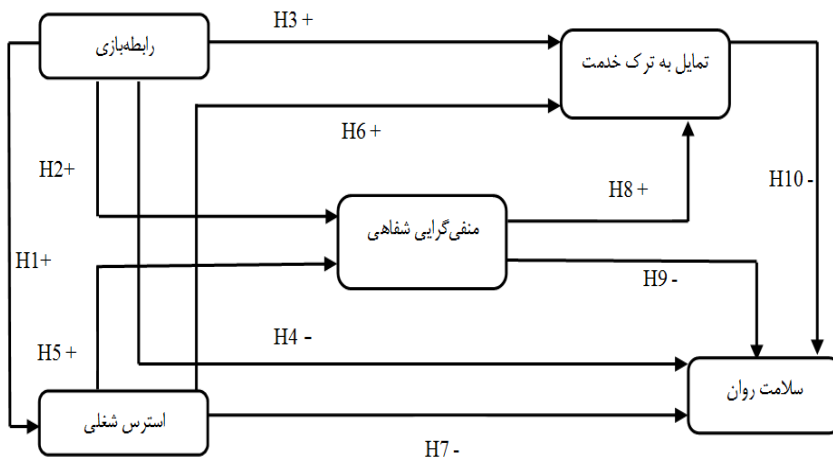 H3 +
رابطه‌بازی
تمایل به ترک خدمت
H6 +
H2+
H8 +
H10 -
منفی‌گرایی شفاهی
H1+
H9 -
H5 +
H4 -
سلامت روان
استرس شغلی
H7 -